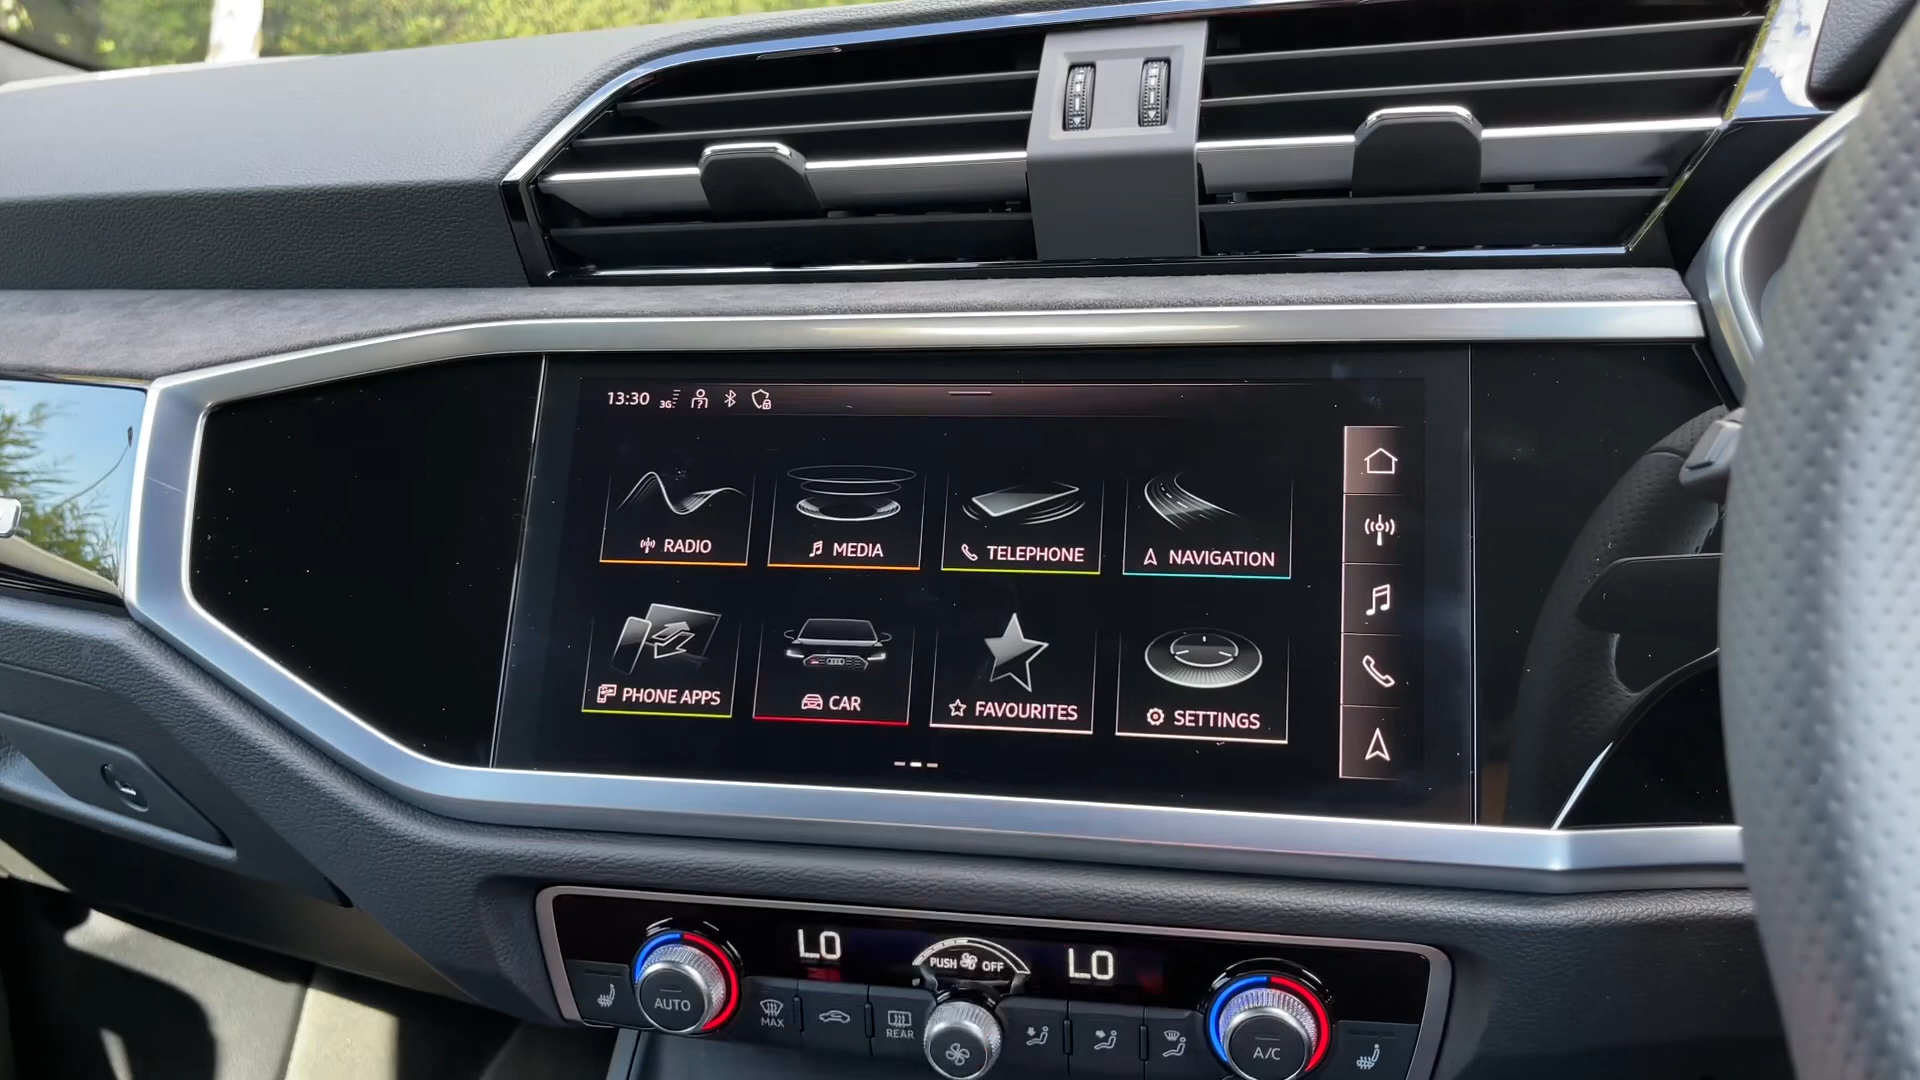 13:30 3G
RADIO
MEDIA
TELEPHONE
NAVIGATION
PHONE APPS
CAR
FAVOURITES
SETTINGS
LO
PUSH OFF
LO
AUTO
MAX
REAR
A/C